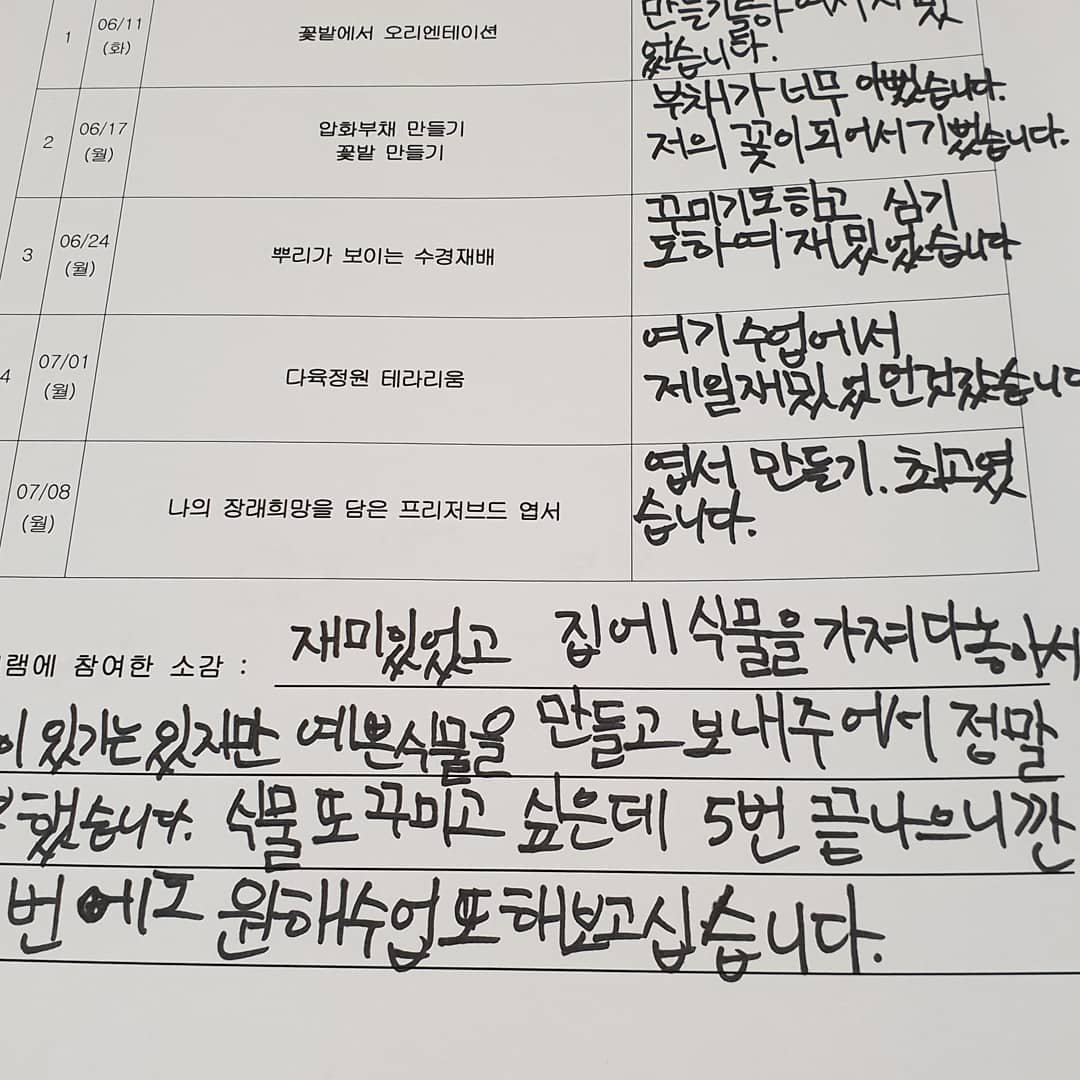 1 06/11 (화) 꽃밭에서 오리엔테이션
었습니다.
2 06/17 (월) 압화부채 만들기
꽃밭 만들기
부채가 너무 이뻤습니다.
저의 꽃이 되어서 기뻤습니다.
3 06/24 (월) 뿌리가 보이는 수경재배
꾸미기도하고 심기
도하여 재밌었습니다
4 07/01 (월) 다육정원 테라리움
여기 수업에서
제일재밌었던것같습니다
07/08 (월) 나의 장래희망을 담은 프리저브드 엽서
엽서 만들기. 최고였
습니다.
램에 참여한 소감 : 재미있었고 집에 식물을 가져다 놓아서
이 있가는 있지만 예쁜식물을 만들고 보내주어서 정말
했습니다. 식물 또 꾸미고 싶은데 5번 끝나으니깐
번에도 원해수업또해보고십습니다.